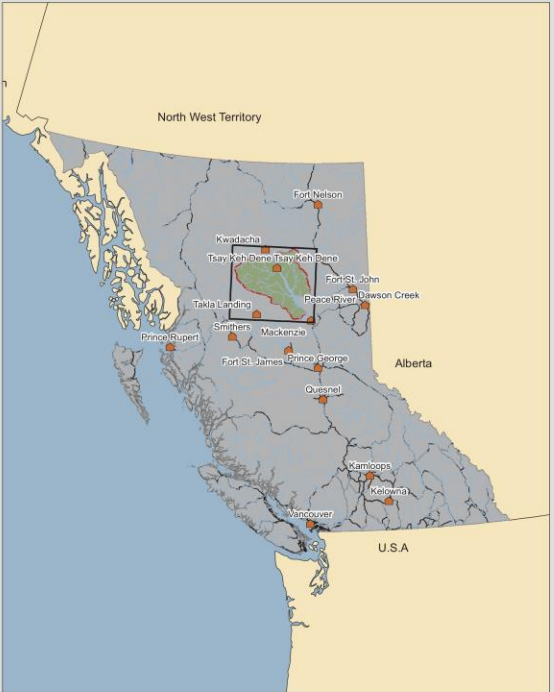 North West Territory
Fort Nelson
Kwadacha
Tsay Keh Dene Tsay Keh Dene
Fort St. John
Peace River
Dawson Creek
Takla Landing
Smithers
Mackenzie
Prince Rupert
Fort St. James
Prince George
Alberta
Quesnel
Kamloops
Kelowna
Vancouver
U.S.A